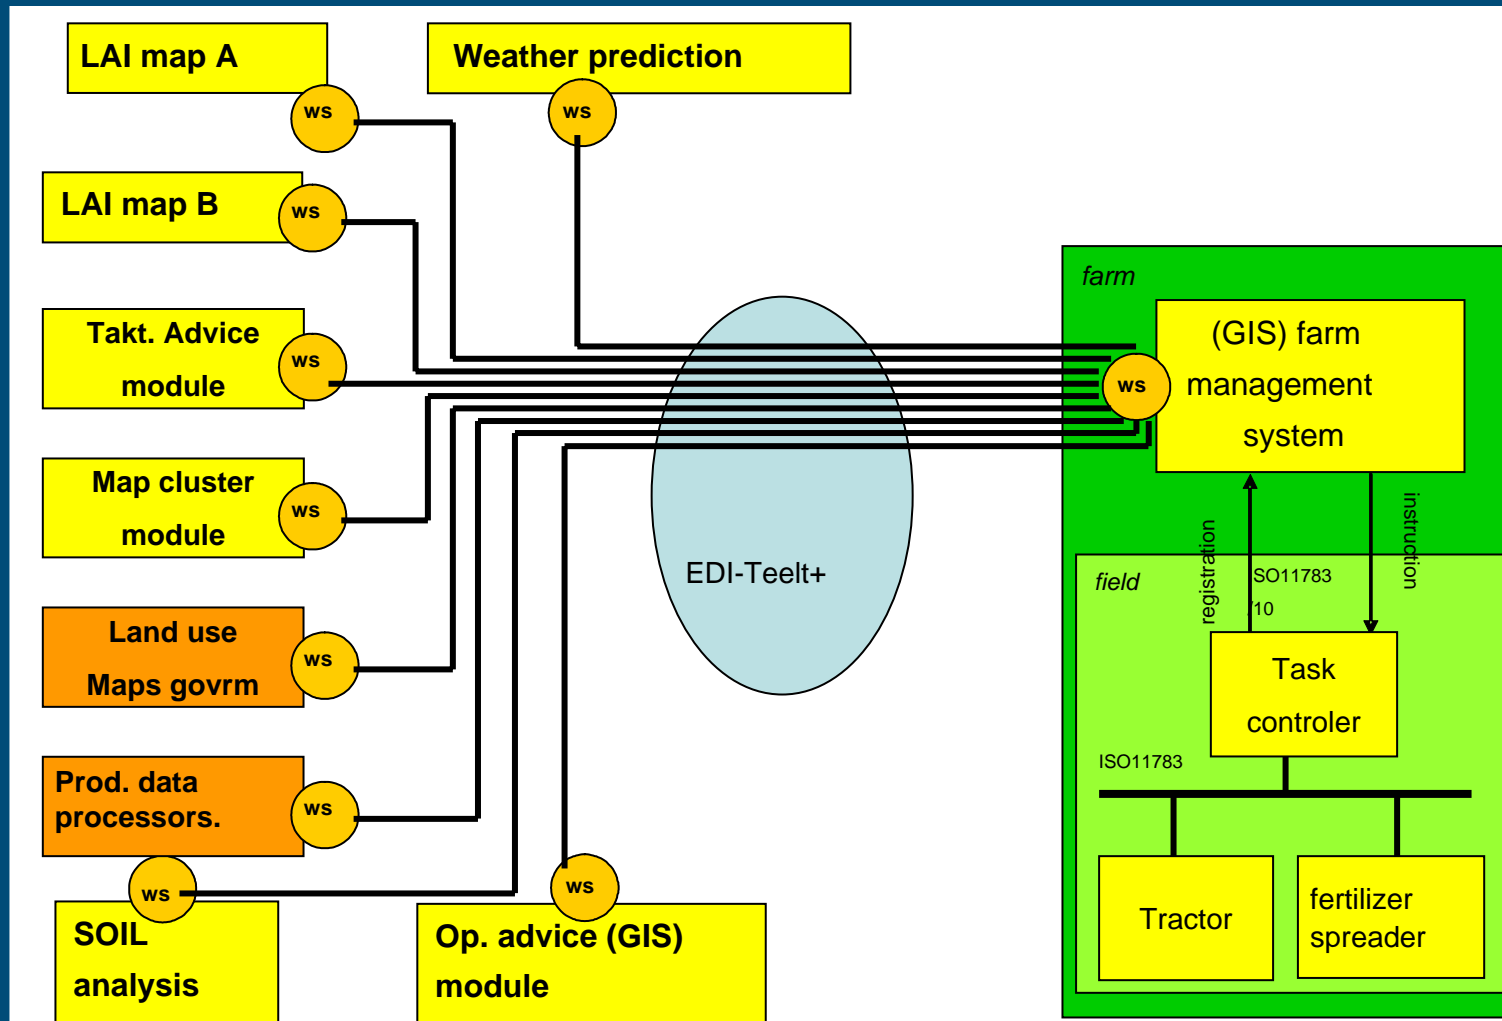 LAI map A
ws
Weather prediction
ws
LAI map B
ws
Takt. Advice
module
ws
Map cluster
module
ws
Land use
Maps govrm
ws
Prod. data
processors.
ws
ws
SOIL
analysis
ws
Op. advice (GIS)
module
EDI-Teelt+
farm
ws
(GIS) farm
management
system
registration
instruction
field
SO11783
/10
Task
controler
ISO11783
Tractor
fertilizer
spreader